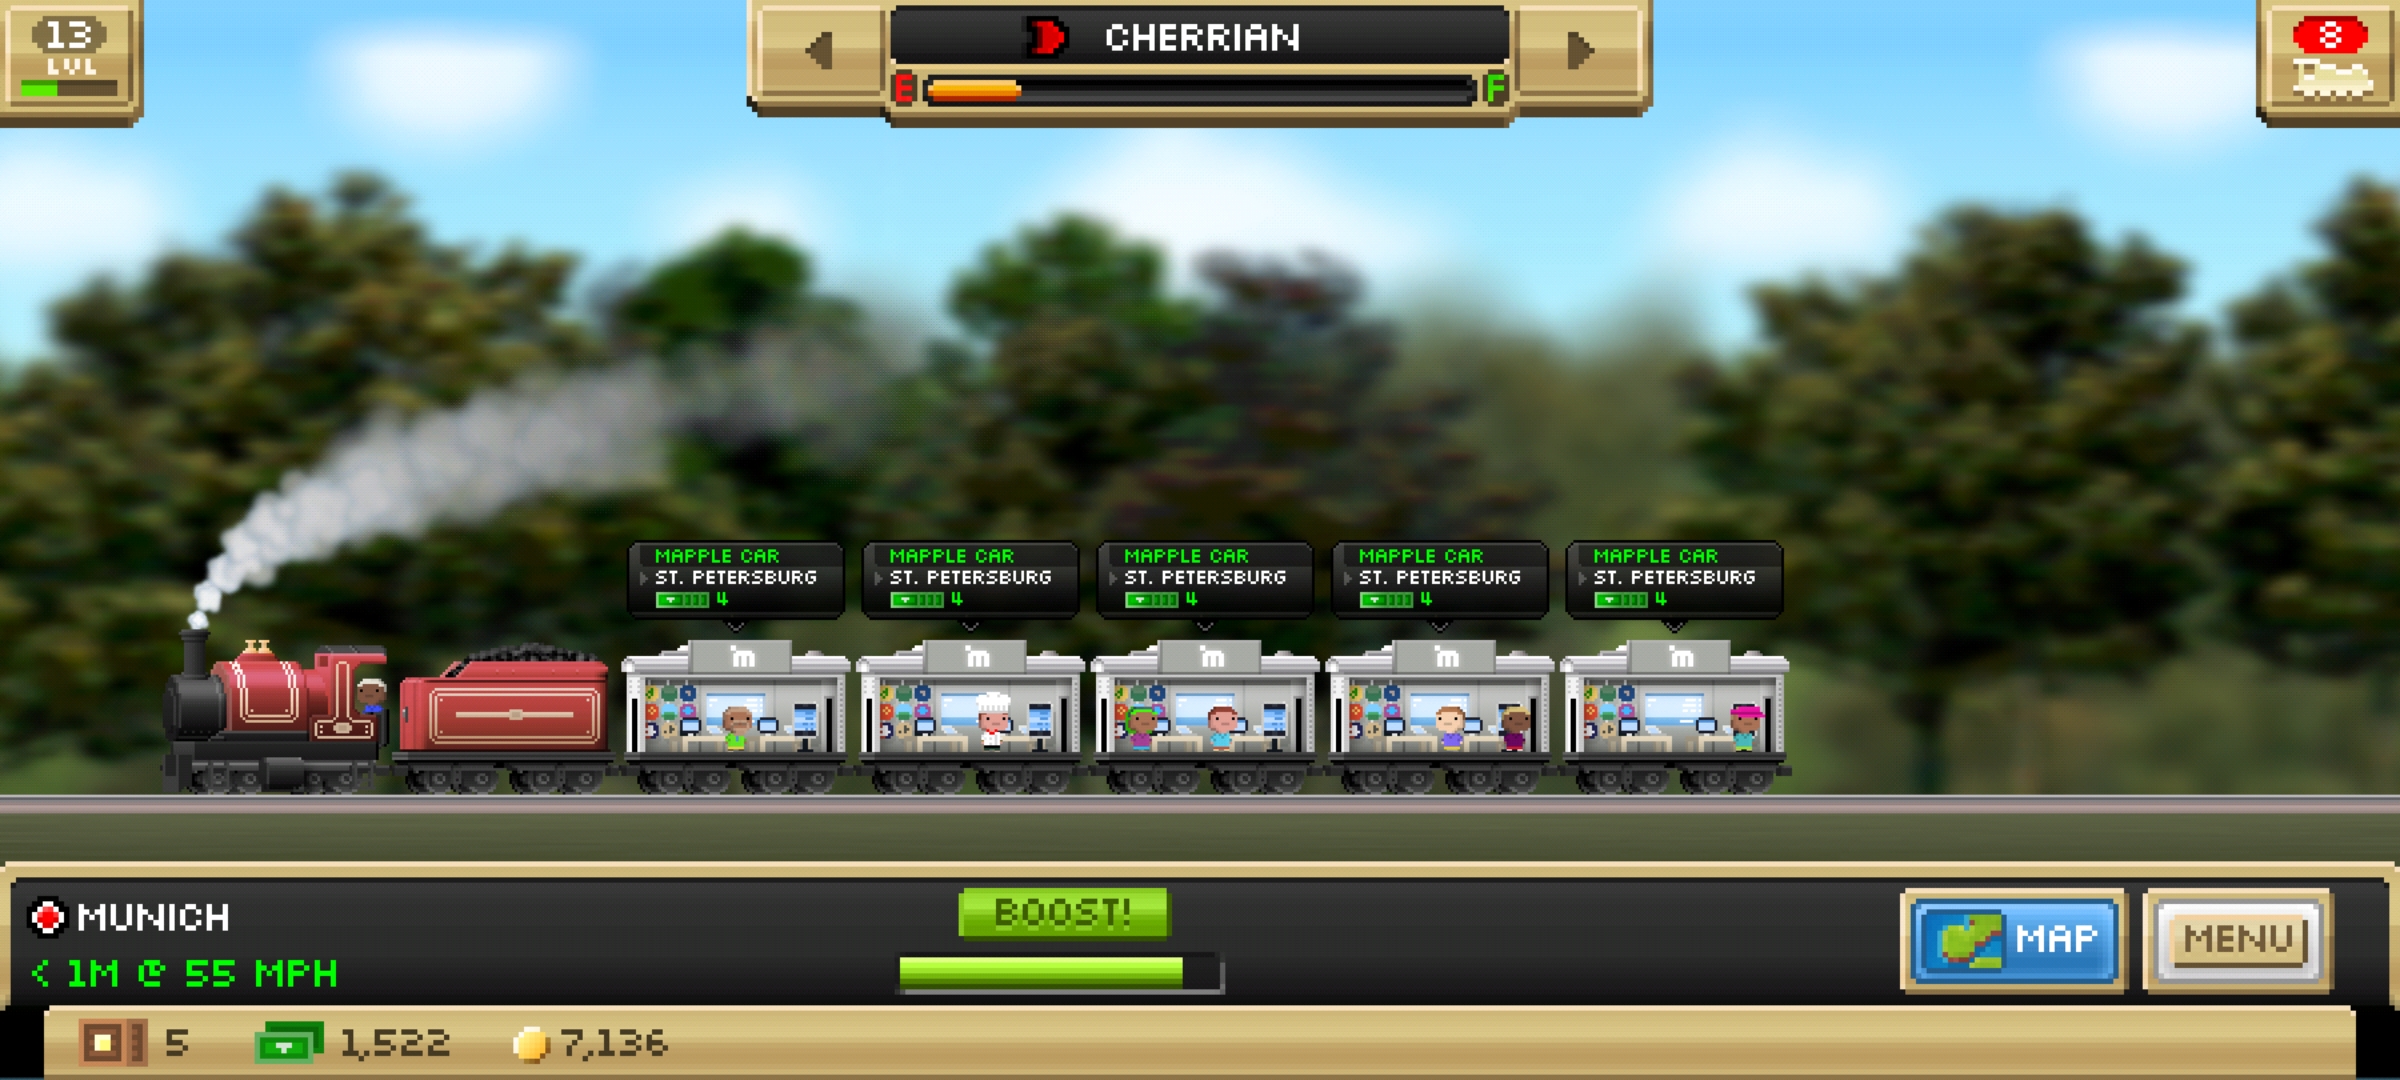 13
LVL
CHERRIAN
E F
8
MAPPLE CAR
ST. PETERSBURG
4
MAPPLE CAR
ST. PETERSBURG
4
MAPPLE CAR
ST. PETERSBURG
4
MAPPLE CAR
ST. PETERSBURG
4
MAPPLE CAR
ST. PETERSBURG
4
m m m m m
MUNICH
< 1M @ 55 MPH
BOOST!
MAP
MENU
5 1,522 7,136